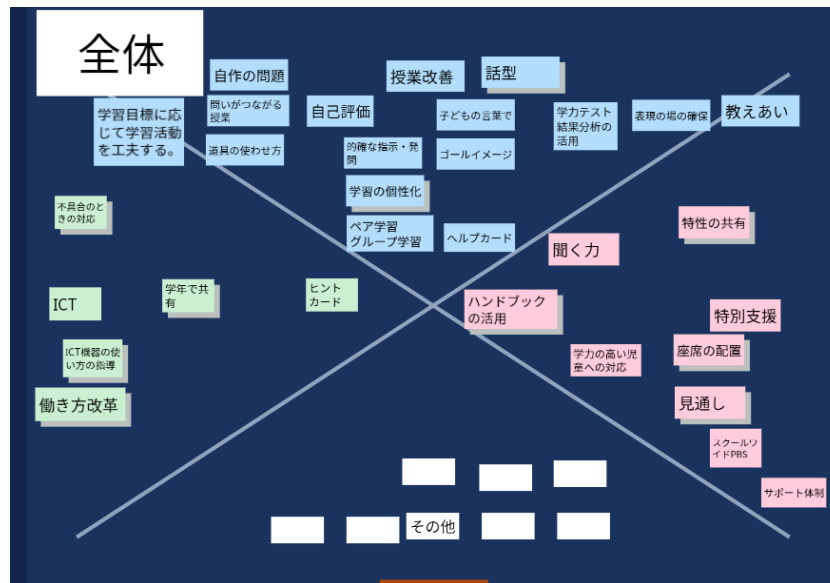 全体
自作の問題
授業改善
話型
学習目標に応
じて学習活動
を工夫する。
問いがつながる
授業
自己評価
子どもの言葉で
学力テスト
結果分析の
活用
表現の場の確保
教えあい
道具の使わせ方
的確な指示・発
問
ゴールイメージ
学習の個性化
ペア学習
グループ学習
ヘルプカード
不具合のと
きの対応
ICT
学年で共
有
ヒント
カード
ICT機器の使
い方の指導
働き方改革
聞く力
特性の共有
ハンドブック
の活用
特別支援
学力の高い児
童への対応
座席の配置
見通し
スクールワ
イドPBS
サポート体制
その他